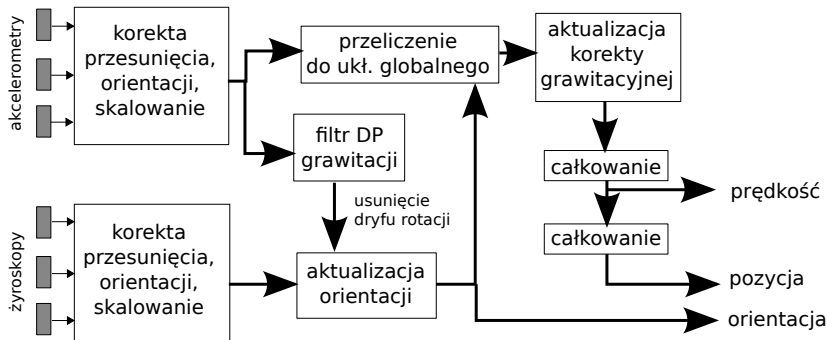 akcelerometry
korekta
przesunięcia,
orientacji,
skalowanie
przeliczenie
do ukł. globalnego
aktualizacja
korekty
grawitacyjnej
filtr DP
grawitacji
całkowanie
prędkość
usunięcie
dryfu rotacji
żyroskopy
korekta
przesunięcia,
orientacji,
skalowanie
aktualizacja
orientacji
całkowanie
pozycja
orientacja